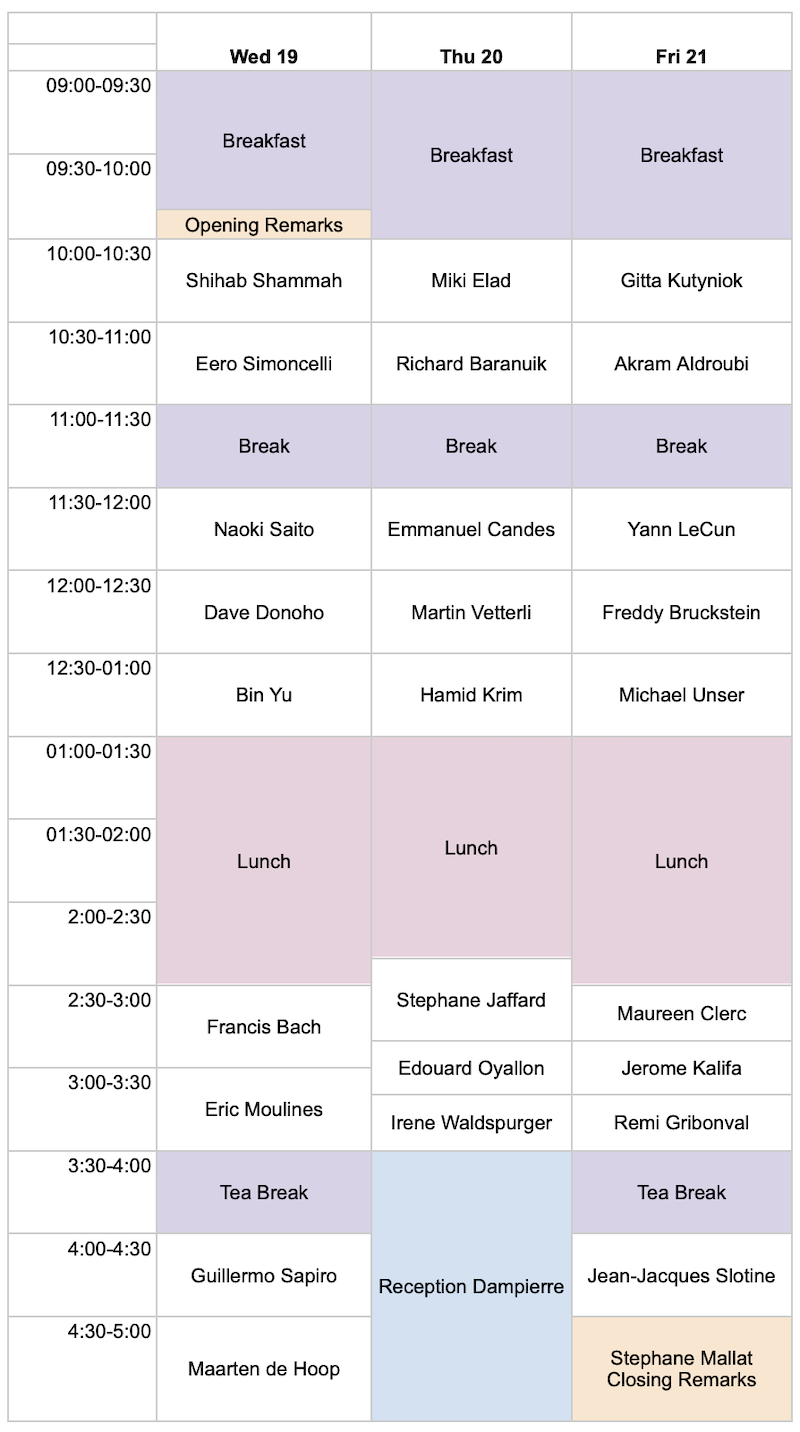 Wed 19 Thu 20 Fri 21
09:00-09:30
Breakfast Breakfast Breakfast
09:30-10:00
Opening Remarks
10:00-10:30
Shihab Shammah Miki Elad Gitta Kutyniok
10:30-11:00
Eero Simoncelli Richard Baranuik Akram Aldroubi
11:00-11:30
Break Break Break
11:30-12:00
Naoki Saito Emmanuel Candes Yann LeCun
12:00-12:30
Dave Donoho Martin Vetterli Freddy Bruckstein
12:30-01:00
Bin Yu Hamid Krim Michael Unser
01:00-01:30
01:30-02:00
Lunch Lunch Lunch
2:00-2:30
2:30-3:00
Francis Bach Stephane Jaffard Maureen Clerc
3:00-3:30
Edouard Oyallon Jerome Kalifa
Eric Moulines Irene Waldspurger Remi Gribonval
3:30-4:00
Tea Break Tea Break
4:00-4:30
Guillermo Sapiro Reception Dampierre Jean-Jacques Slotine
4:30-5:00
Maarten de Hoop Stephane Mallat
Closing Remarks